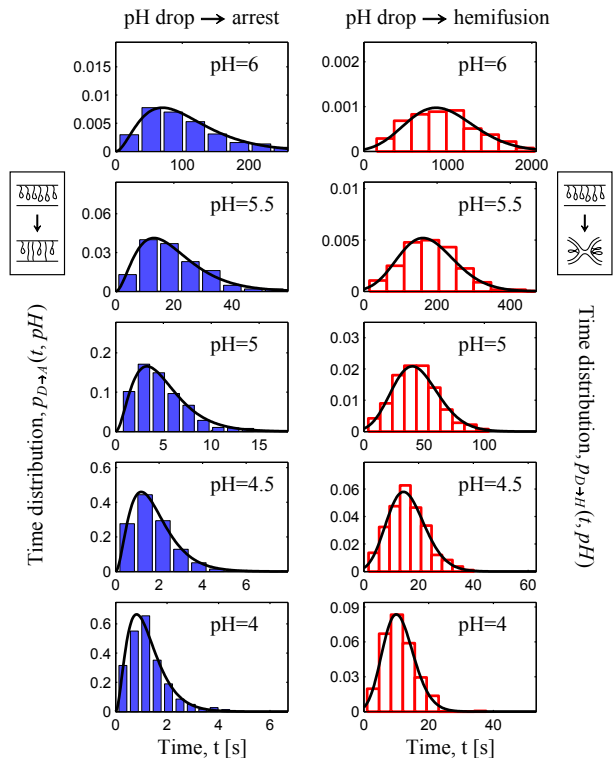 pH drop → arrest
pH drop → hemifusion
Time distribution, p_{D→A}(t, pH)
Time distribution, p_{D→H}(t, pH)
pH=6
0.015
0.01
0.005
0
0 100 200
pH=6
0.002
0.001
0
0 1000 2000
pH=5.5
0.06
0.03
0
0 20 40
pH=5.5
0.01
0.005
0
0 200 400
pH=5
0.2
0.1
0
0 5 10 15
pH=5
0.03
0.02
0.01
0
0 50 100
pH=4.5
0.6
0.3
0
0 2 4 6
pH=4.5
0.06
0.04
0.02
0
0 20 40 60
pH=4
0.6
0.4
0.2
0
0 2 4 6
pH=4
0.09
0.06
0.03
0
0 20 40
Time, t [s]
Time, t [s]